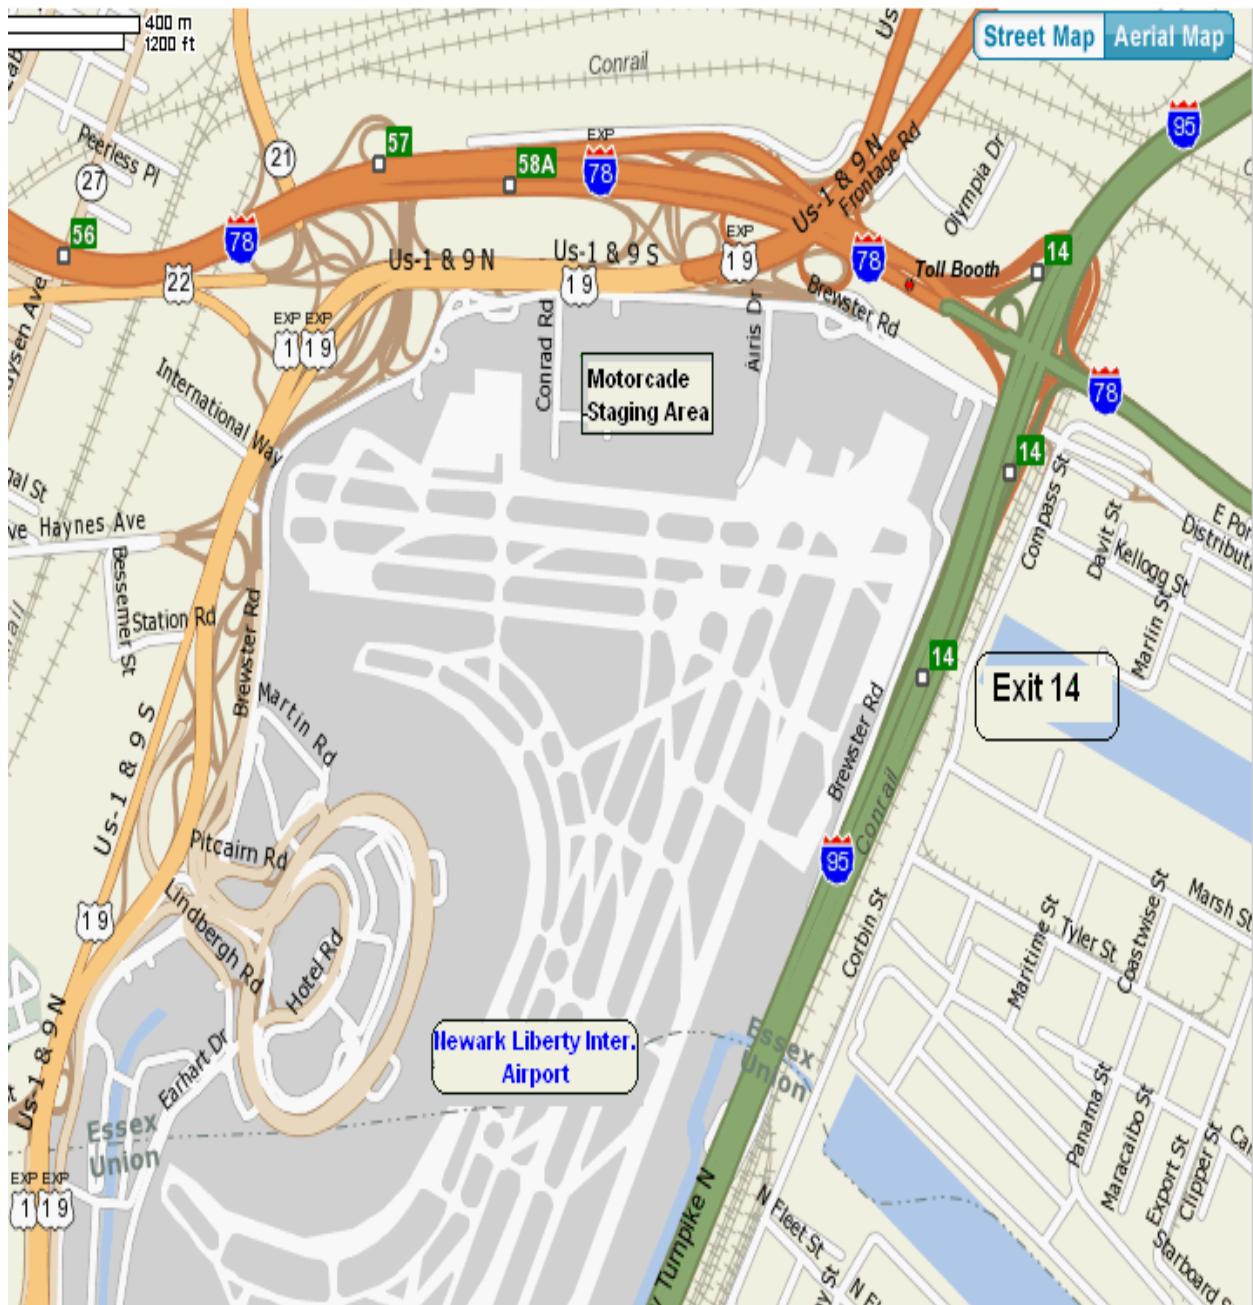 400 m
1200 ft
Street Map
Aerial Map
Us-
Conrail
95
Peerless Pl
27
21
57
58A
EXP
78
Us-1 & 9 N
Frontage Rd
Olympia Dr
56
78
22
Us-1 & 9 N
Us-1 & 9 S
1 9
EXP
1 9
78
Toll Booth
14
Brewster Rd
EXP
EXP
1
1 9
Conrad Rd
Airis Dr
Motorcade
-Staging Area
78
International Way
14
Compass St
Haynes Ave
Bessemer St
Station Rd
Brewster Rd
Davit St
Kellogg St
Marlin St
14
Exit 14
Martin Rd
Us-1 & 9 S
Brewster Rd
Conrail
95
Pitcairn Rd
Lindbergh Rd
1 9
Hotel Rd
Corbin St
Maritime St
Tyler St
Coastwise St
Marsh St
Us-1 & 9 N
Earhart Dr
Newark Liberty Inter.
Airport
Essex
Union
Essex
Union
Panama St
Maracaibo St
Export St
Clipper St
EXP
EXP
1
1 9
Turnpike N
N Fleet St
Starboard S